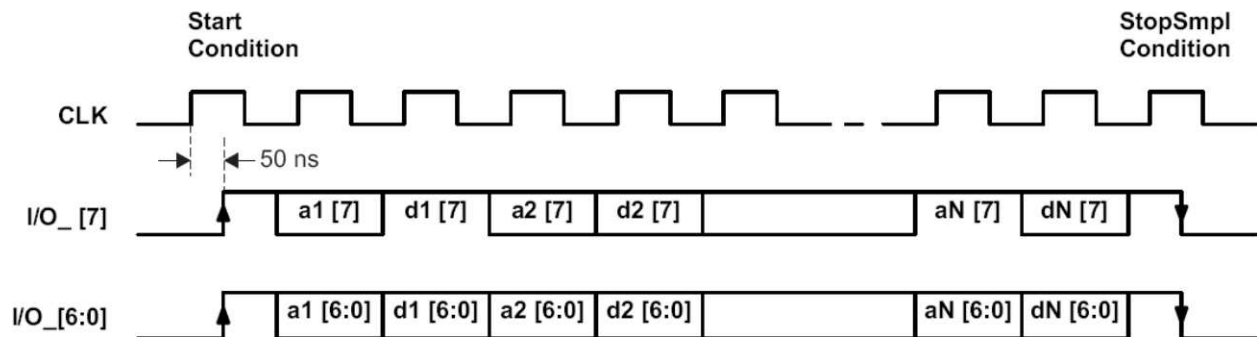 Start
Condition
StopSmpl
Condition
CLK
50 ns
I/O_ [7]
a1 [7] d1 [7] a2 [7] d2 [7] aN [7] dN [7]
I/O_[6:0]
a1 [6:0] d1 [6:0] a2 [6:0] d2 [6:0] aN [6:0] dN [6:0]